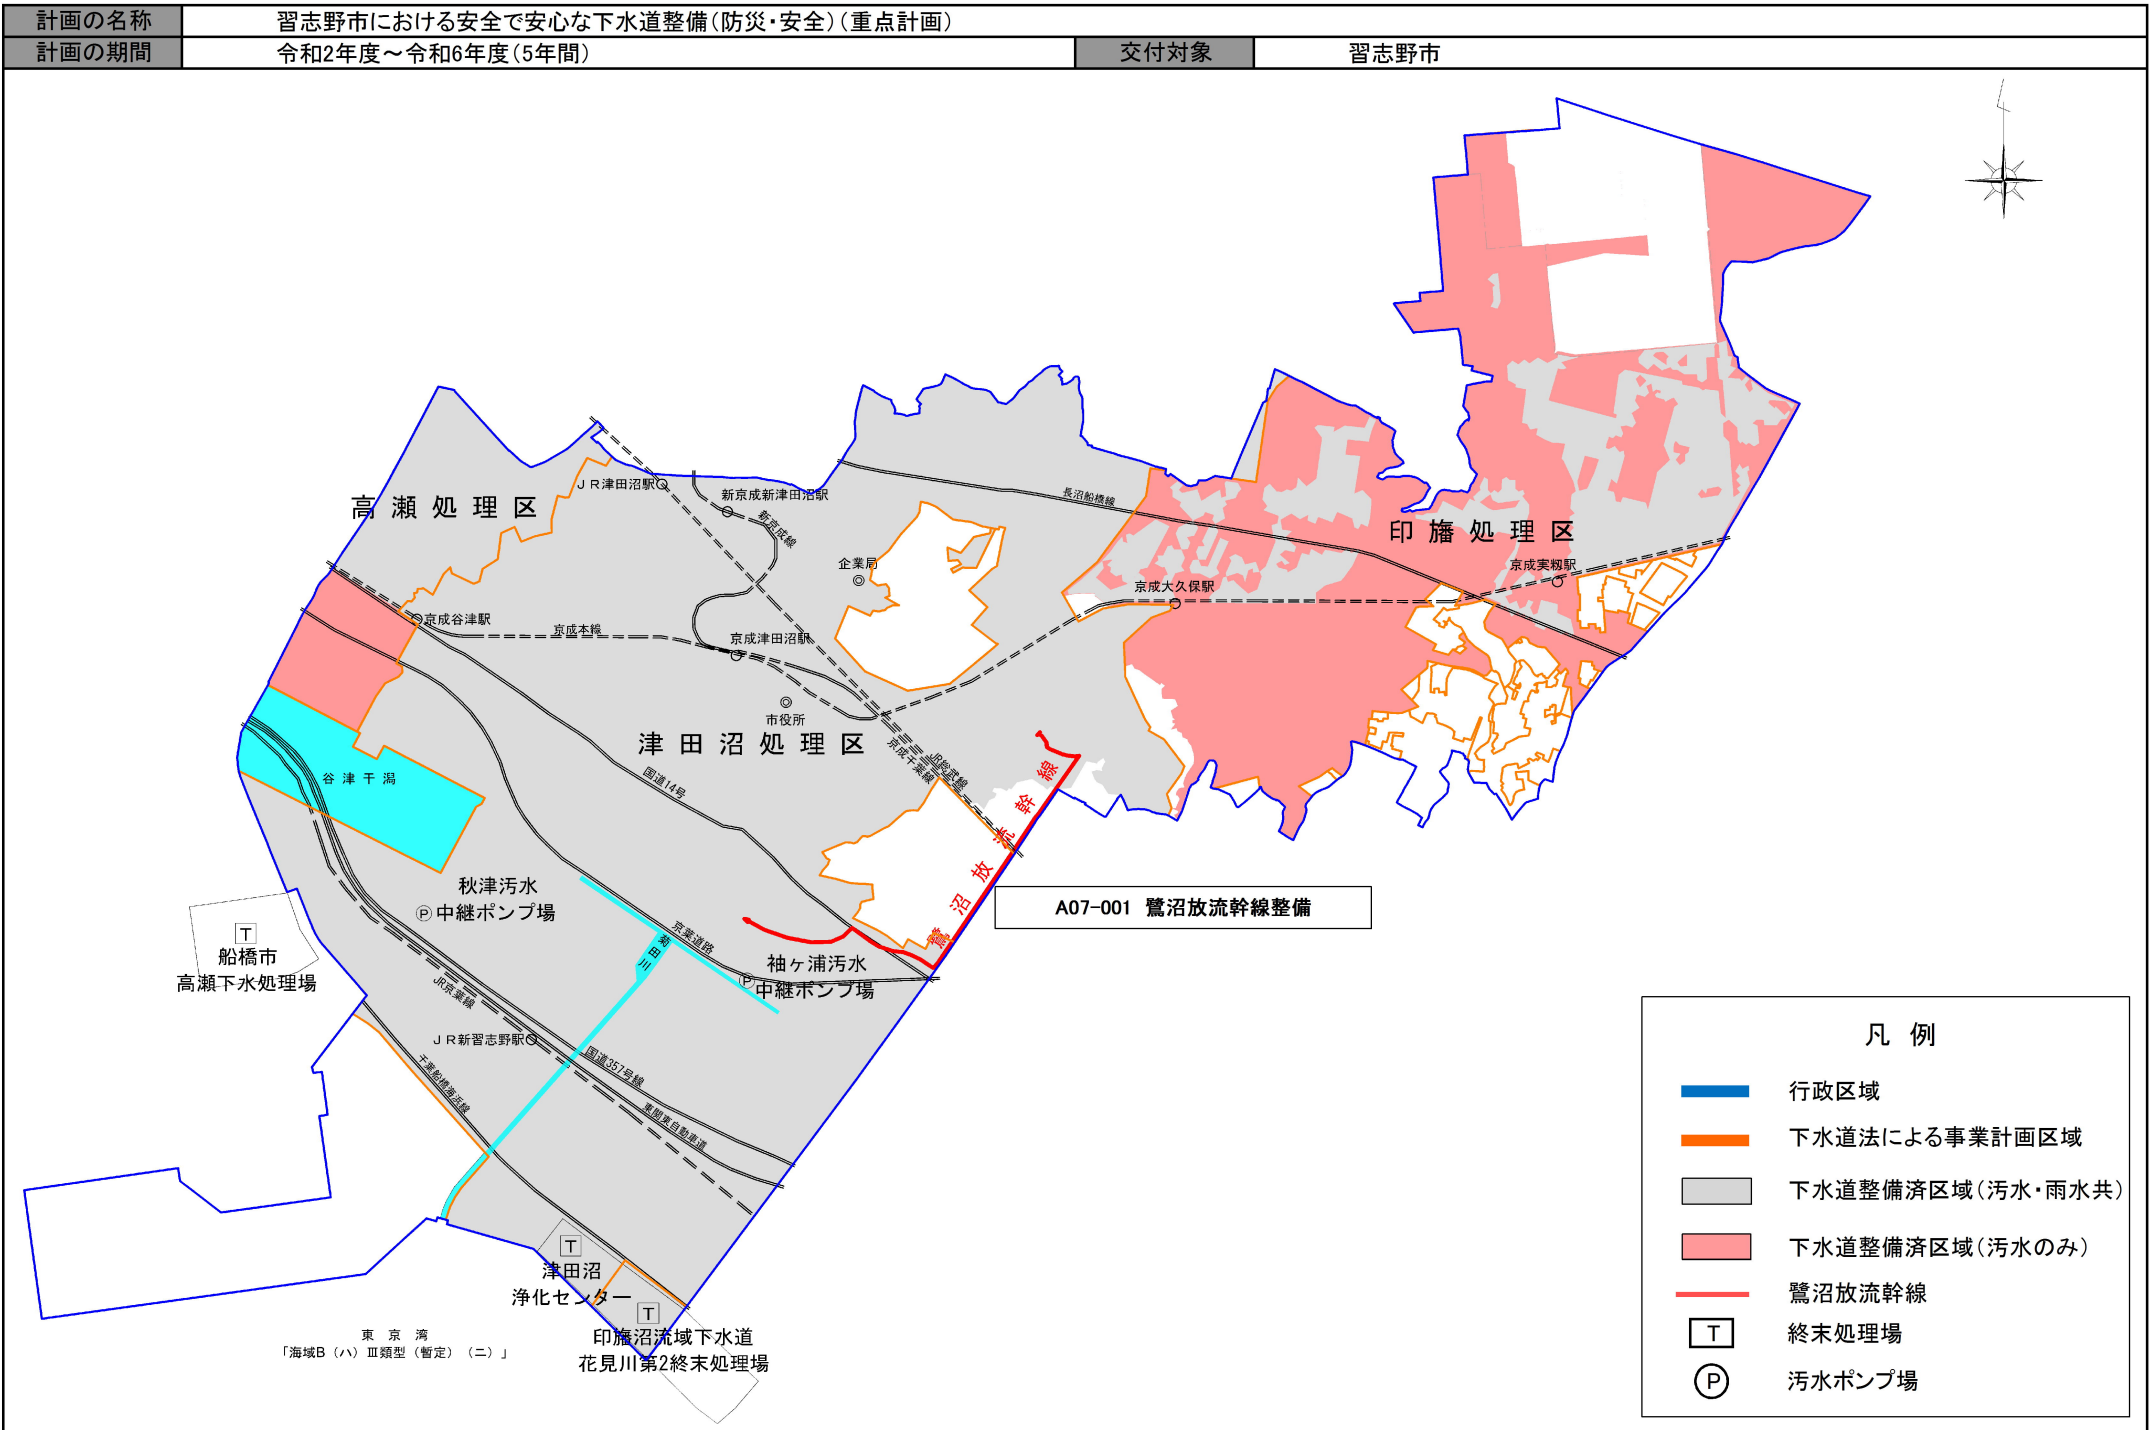 計画の名称 習志野市における安全で安心な下水道整備(防災・安全)(重点計画)
計画の期間 令和2年度～令和6年度(5年間) 交付対象 習志野市
高瀬処理区
JR津田沼駅
新京成新津田沼駅
新京成線
長沼船橋線
印旛処理区
企業局
京成実籾駅
京成大久保駅
京成谷津駅
京成本線
京成津田沼駅
市役所
津田沼処理区
京成千葉線
JR総武線
国道14号
谷津干潟
鷺沼放流幹線
A07-001 鷺沼放流幹線整備
秋津汚水
P中継ポンプ場
京葉道路
菊田川
袖ヶ浦汚水
P中継ポンプ場
T
船橋市
高瀬下水処理場
JR京葉線
JR新習志野駅
国道357号線
千葉船橋海浜線
東関東自動車道
T
津田沼
浄化センター
T
印旛沼流域下水道
花見川第2終末処理場
東京湾
「海域B(ハ)Ⅲ類型(暫定)(ニ)」
凡例
行政区域
下水道法による事業計画区域
下水道整備済区域(汚水・雨水共)
下水道整備済区域(汚水のみ)
鷺沼放流幹線
T 終末処理場
P 汚水ポンプ場